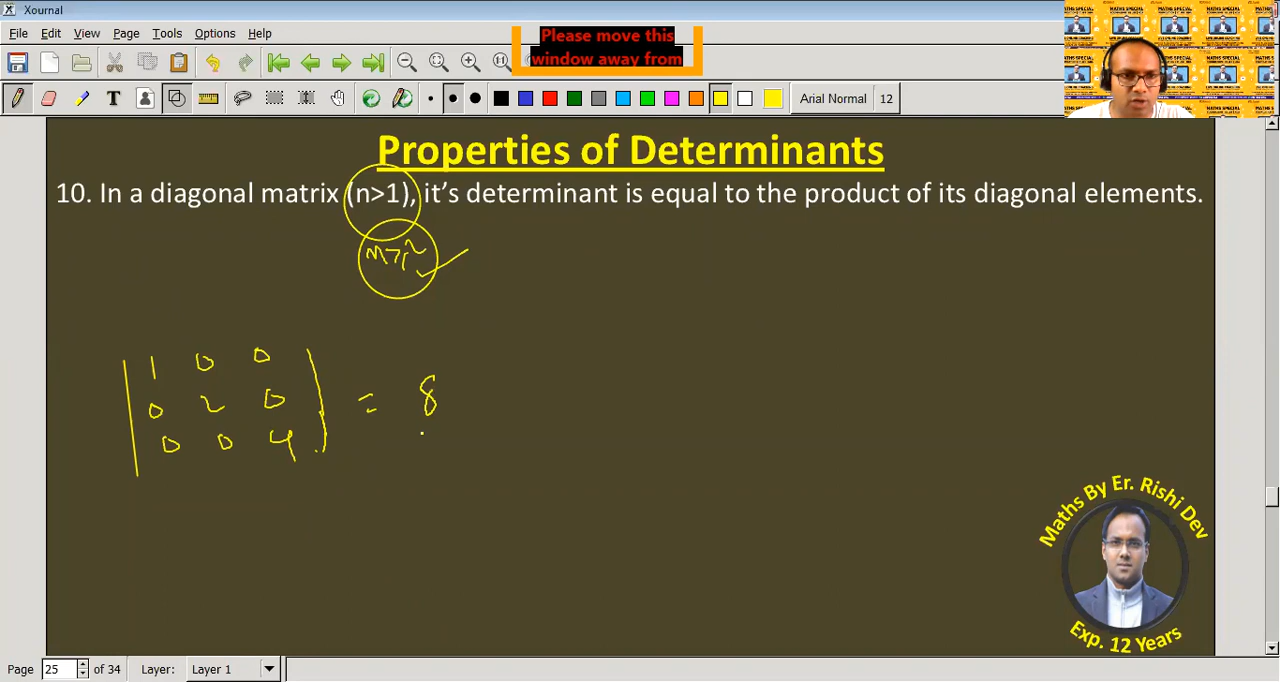 Xournal
File Edit View Page Tools Options Help
Please move this
window away from
Arial Normal 12
Properties of Determinants
10. In a diagonal matrix (n>1), it's determinant is equal to the product of its diagonal elements.
1 0 0
0 2 0 = 8
0 0 4
Maths By Er. Rishi Dev
Exp. 12 Years
Page 25 of 34 Layer: Layer 1